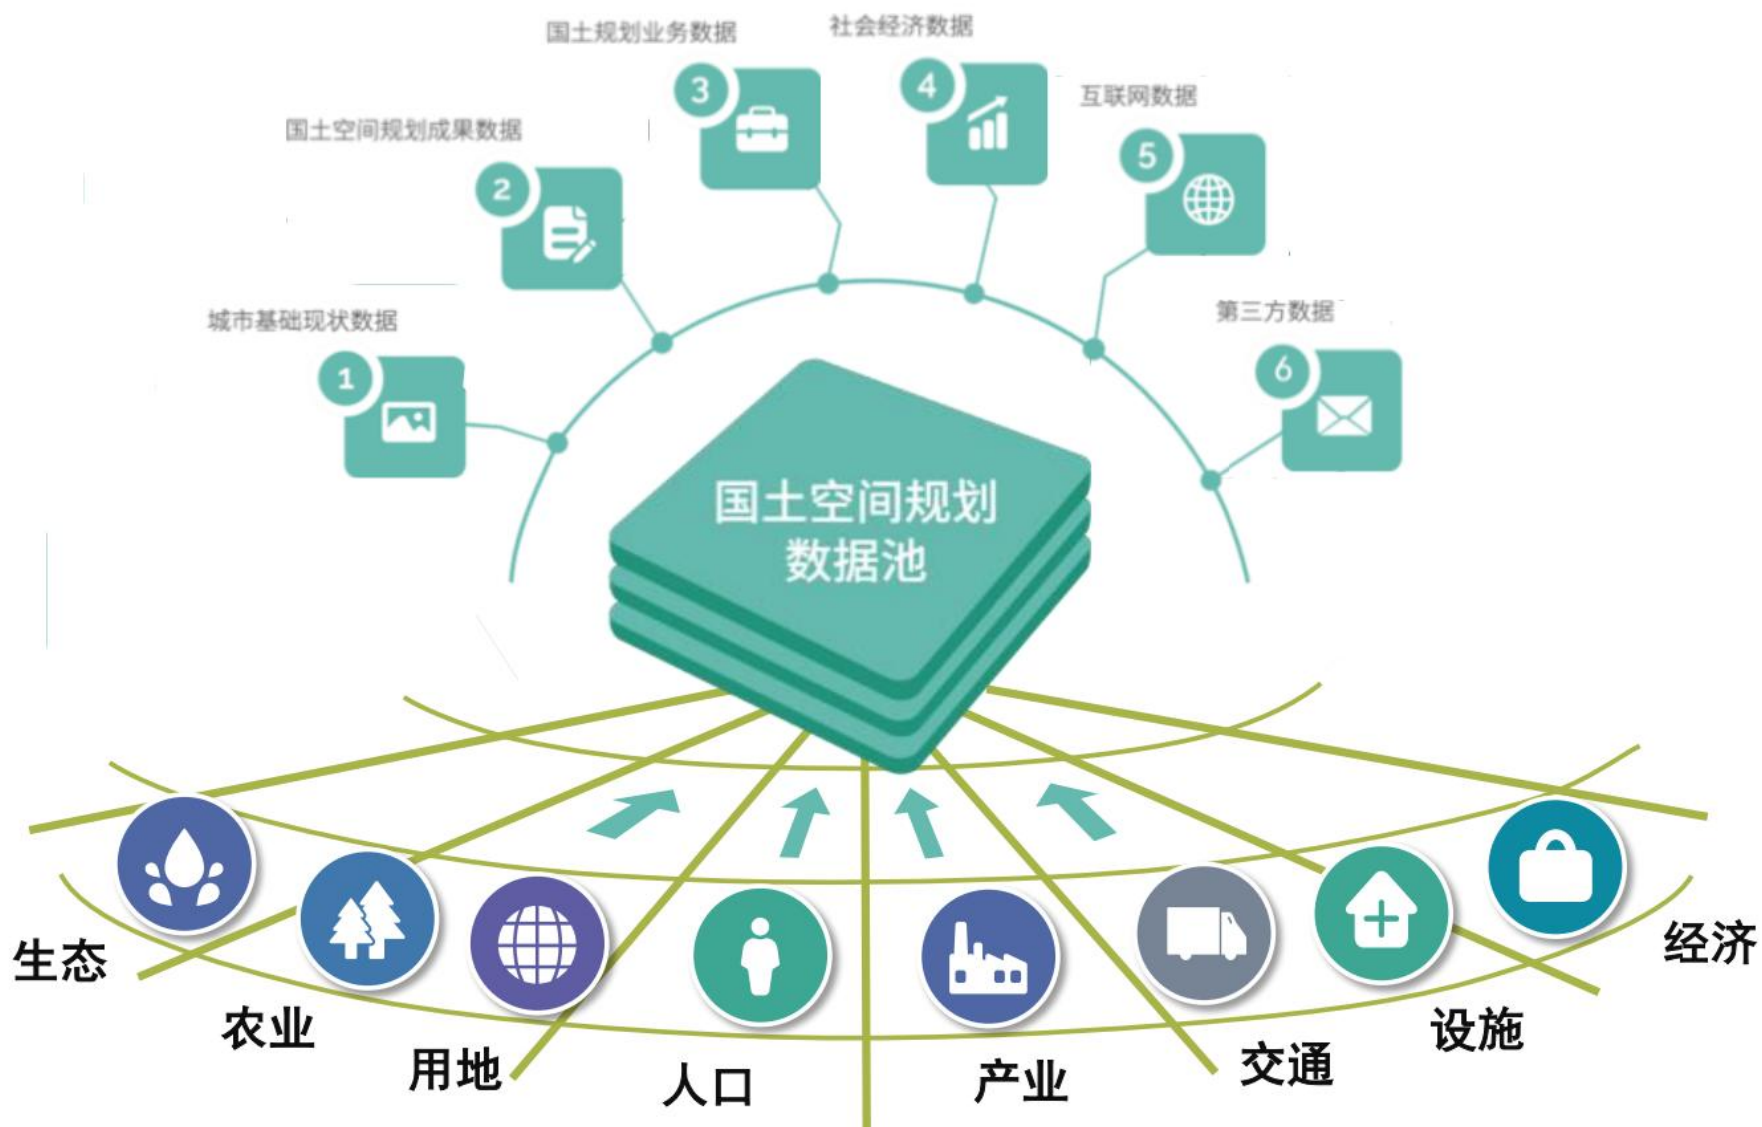 社会经济数据
国土规划业务数据
4
3
互联网数据
国土空间规划成果数据
5
2
第三方数据
城市基础现状数据
6
1
国土空间规划
数据池
生态
经济
农业
设施
用地
交通
人口
产业